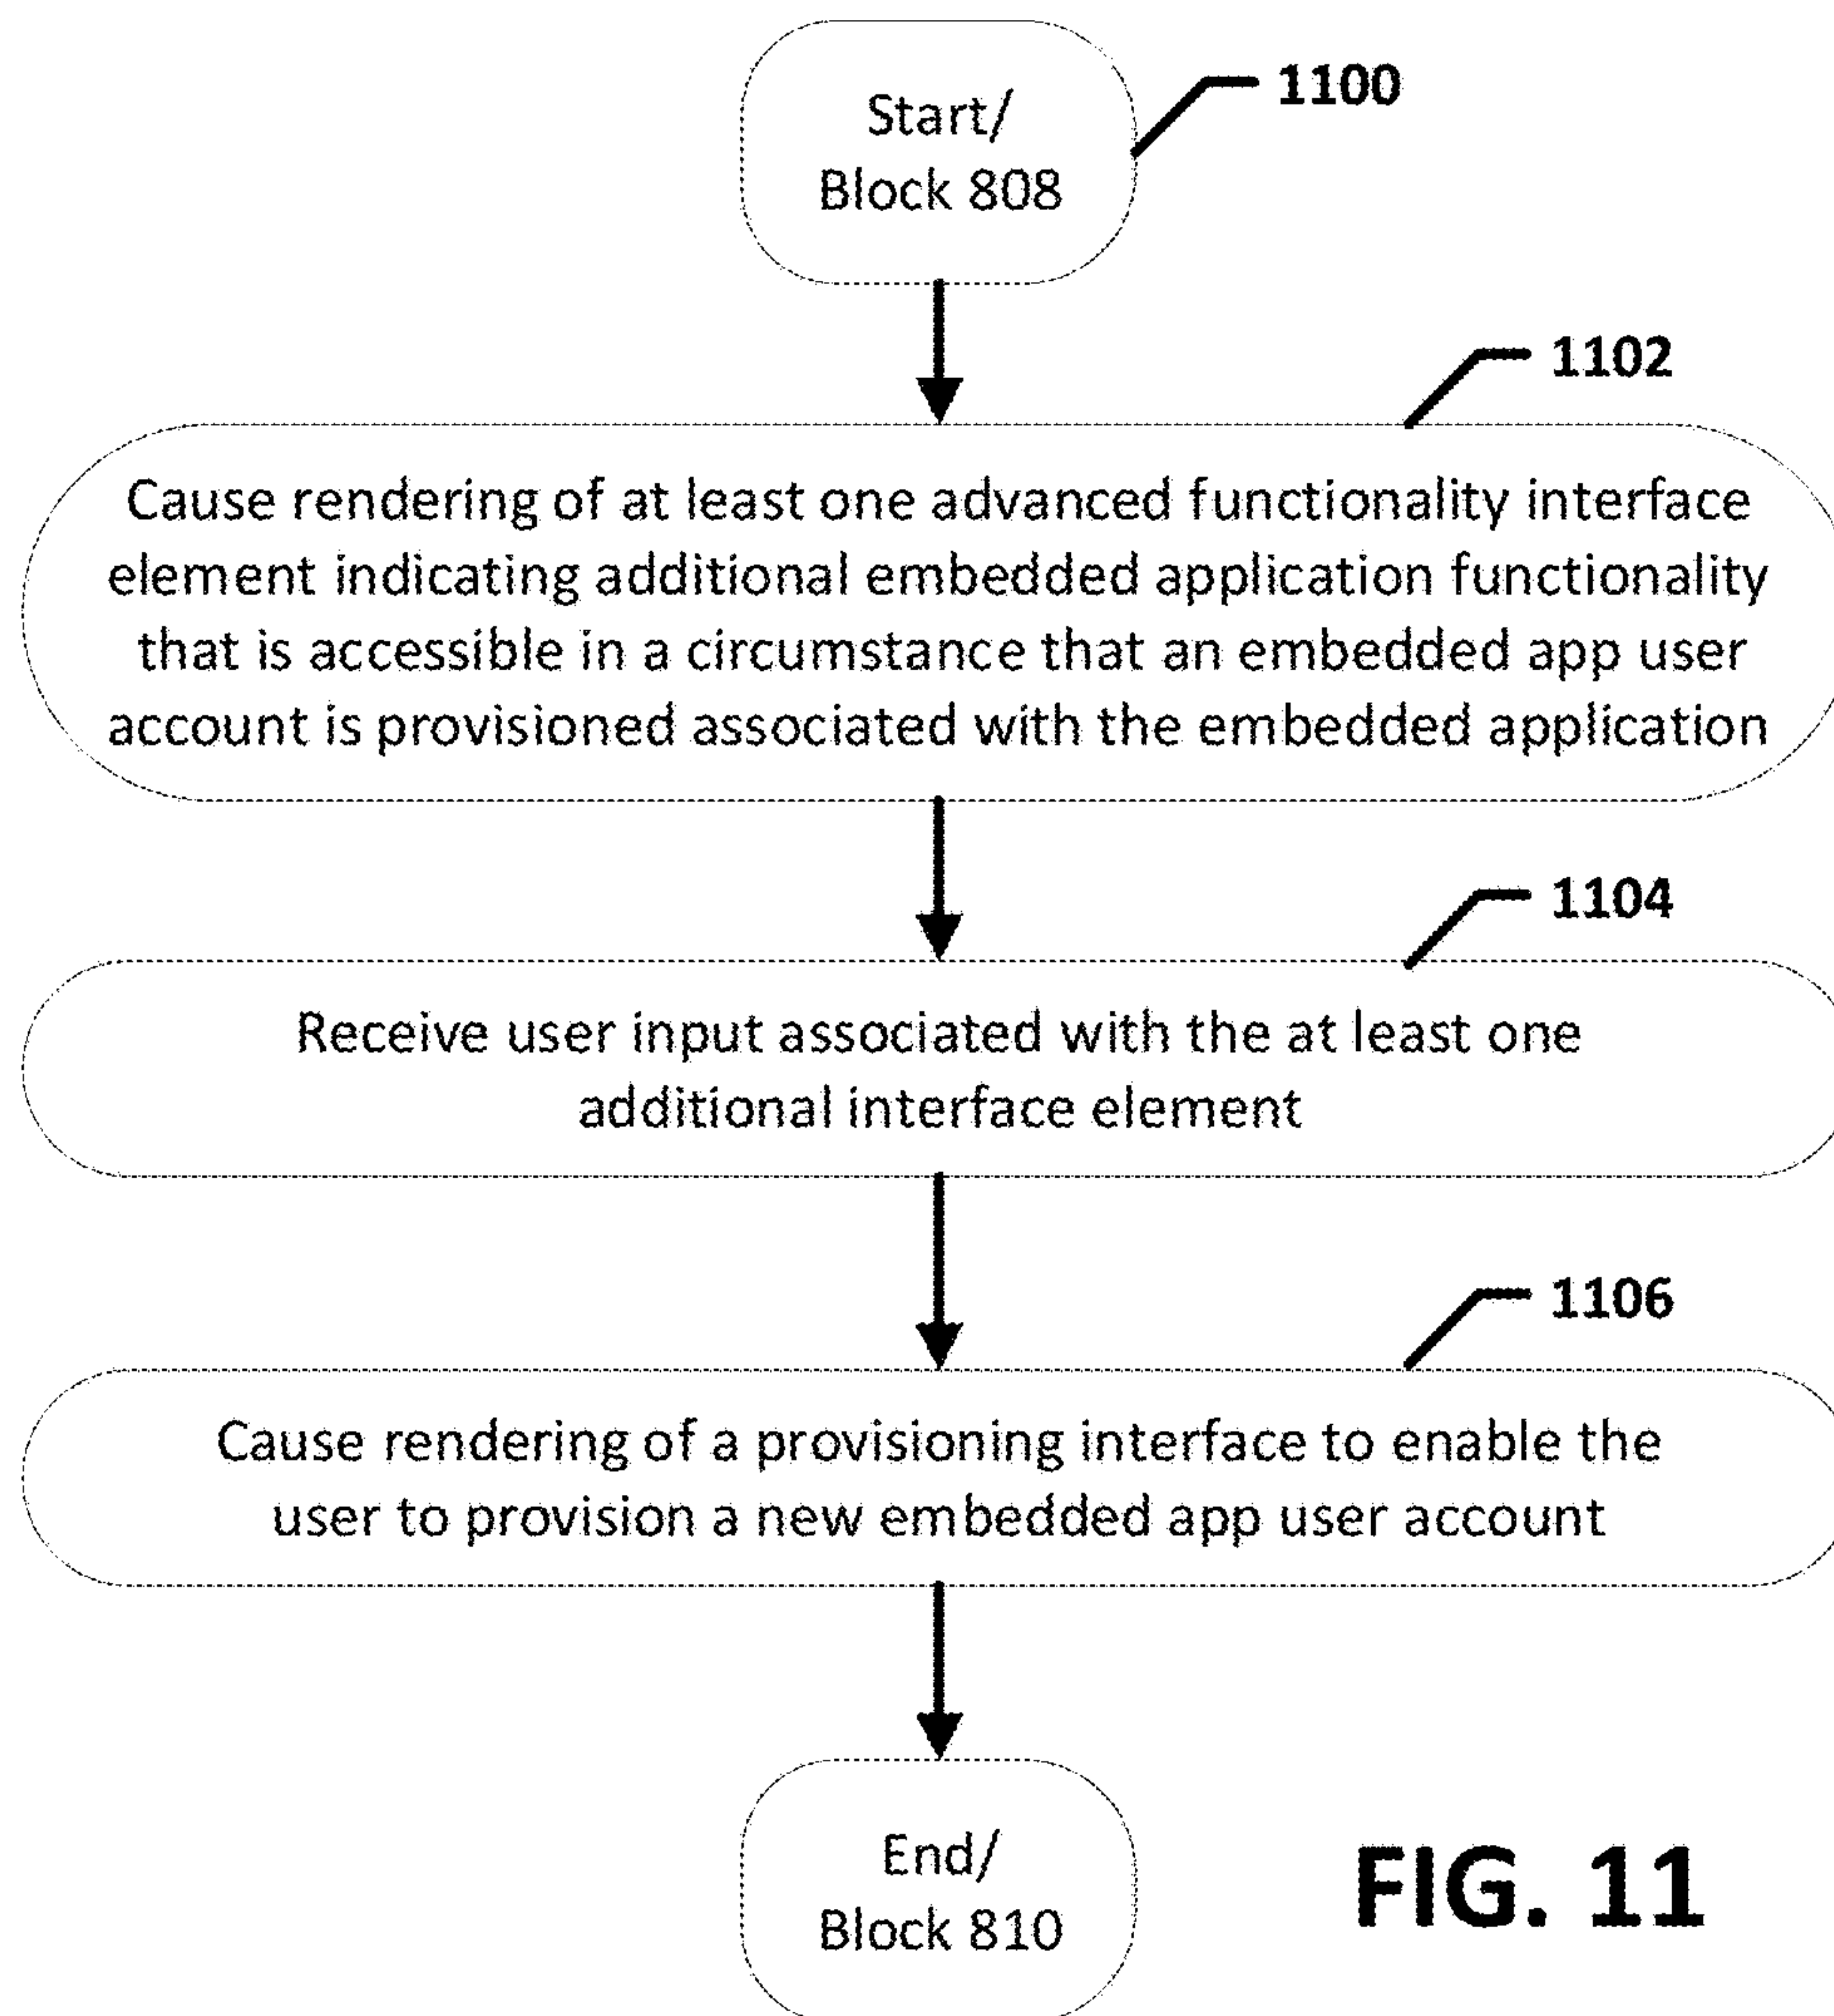 Start/
Block 808
1100
1102
Cause rendering of at least one advanced functionality interface
element indicating additional embedded application functionality
that is accessible in a circumstance that an embedded app user
account is provisioned associated with the embedded application
1104
Receive user input associated with the at least one
additional interface element
1106
Cause rendering of a provisioning interface to enable the
user to provision a new embedded app user account
End/
Block 810
FIG. 11